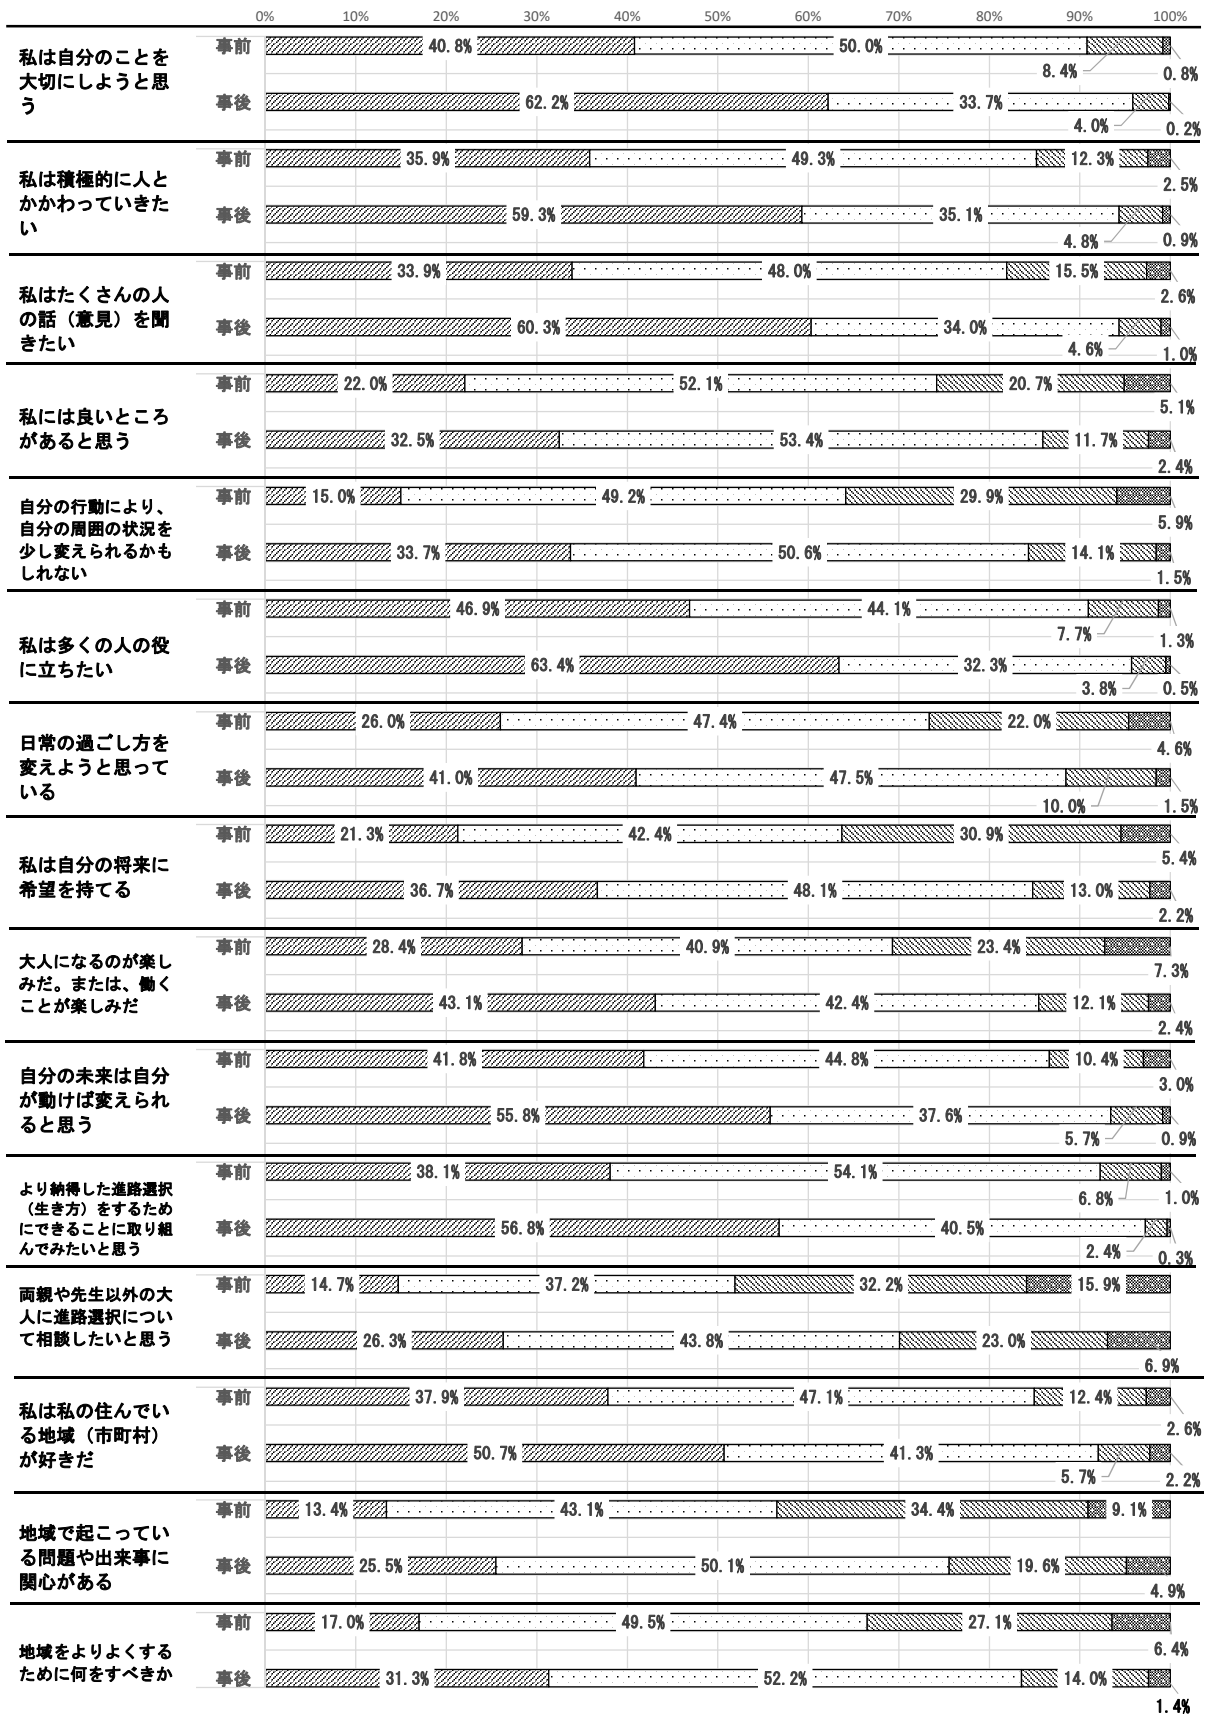 0% 10% 20% 30% 40% 50% 60% 70% 80% 90% 100%
私は自分のことを
大切にしようと思
う
事前 40.8% 50.0% 8.4% 0.8%
事後 62.2% 33.7% 4.0% 0.2%
私は積極的に人と
かかわっていきた
い
事前 35.9% 49.3% 12.3% 2.5%
事後 59.3% 35.1% 4.8% 0.9%
私はたくさんの人
の話（意見）を聞
きたい
事前 33.9% 48.0% 15.5% 2.6%
事後 60.3% 34.0% 4.6% 1.0%
私には良いところ
があると思う
事前 22.0% 52.1% 20.7% 5.1%
事後 32.5% 53.4% 11.7% 2.4%
自分の行動により、
自分の周囲の状況を
少し変えられるかも
しれない
事前 15.0% 49.2% 29.9% 5.9%
事後 33.7% 50.6% 14.1% 1.5%
私は多くの人の役
に立ちたい
事前 46.9% 44.1% 7.7% 1.3%
事後 63.4% 32.3% 3.8% 0.5%
日常の過ごし方を
変えようと思って
いる
事前 26.0% 47.4% 22.0% 4.6%
事後 41.0% 47.5% 10.0% 1.5%
私は自分の将来に
希望を持てる
事前 21.3% 42.4% 30.9% 5.4%
事後 36.7% 48.1% 13.0% 2.2%
大人になるのが楽し
みだ。または、働く
ことが楽しみだ
事前 28.4% 40.9% 23.4% 7.3%
事後 43.1% 42.4% 12.1% 2.4%
自分の未来は自分
が動けば変えられ
ると思う
事前 41.8% 44.8% 10.4% 3.0%
事後 55.8% 37.6% 5.7% 0.9%
より納得した進路選択
（生き方）をするため
にできることに取り組
んでみたいと思う
事前 38.1% 54.1% 6.8% 1.0%
事後 56.8% 40.5% 2.4% 0.3%
両親や先生以外の大
人に進路選択につい
て相談したいと思う
事前 14.7% 37.2% 32.2% 15.9%
事後 26.3% 43.8% 23.0% 6.9%
私は私の住んでい
る地域（市町村）
が好きだ
事前 37.9% 47.1% 12.4% 2.6%
事後 50.7% 41.3% 5.7% 2.2%
地域で起こってい
る問題や出来事に
関心がある
事前 13.4% 43.1% 34.4% 9.1%
事後 25.5% 50.1% 19.6% 4.9%
地域をよりよくする
ために何をすべきか
事前 17.0% 49.5% 27.1% 6.4%
事後 31.3% 52.2% 14.0% 1.4%